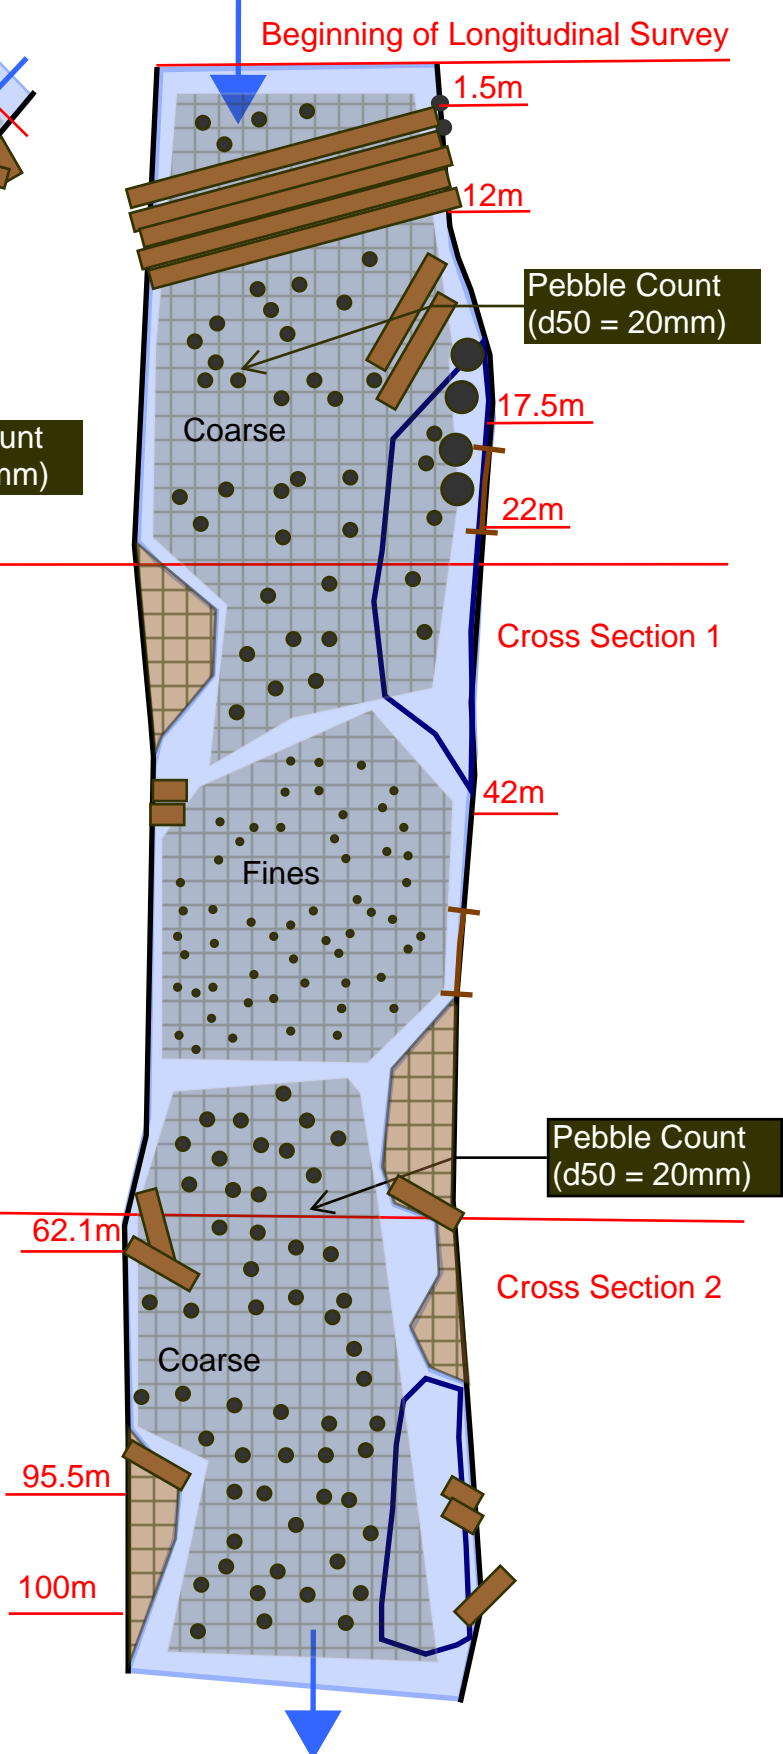 Beginning of Longitudinal Survey
1.5m
12m
Pebble Count
(d50 = 20mm)
17.5m
Coarse
unt
mm)
22m
Cross Section 1
42m
Fines
Pebble Count
(d50 = 20mm)
62.1m
Cross Section 2
Coarse
95.5m
100m